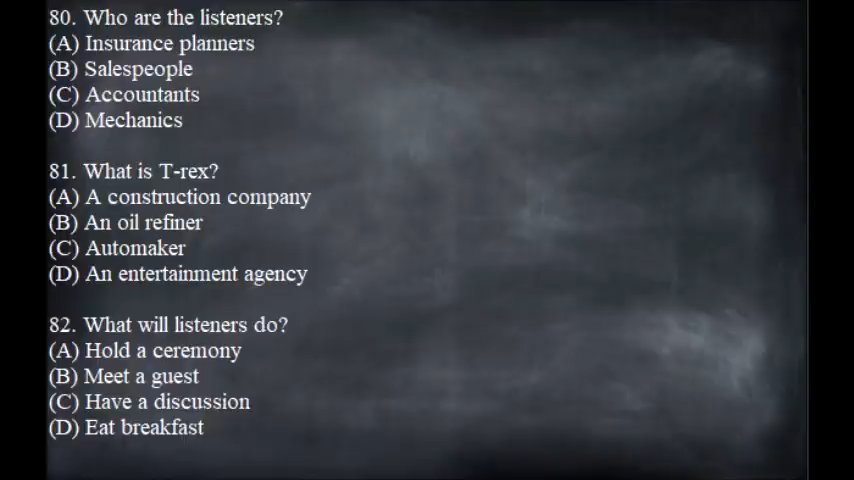 80. Who are the listeners?
(A) Insurance planners
(B) Salespeople
(C) Accountants
(D) Mechanics
81. What is T-rex?
(A) A construction company
(B) An oil refiner
(C) Automaker
(D) An entertainment agency
82. What will listeners do?
(A) Hold a ceremony
(B) Meet a guest
(C) Have a discussion
(D) Eat breakfast